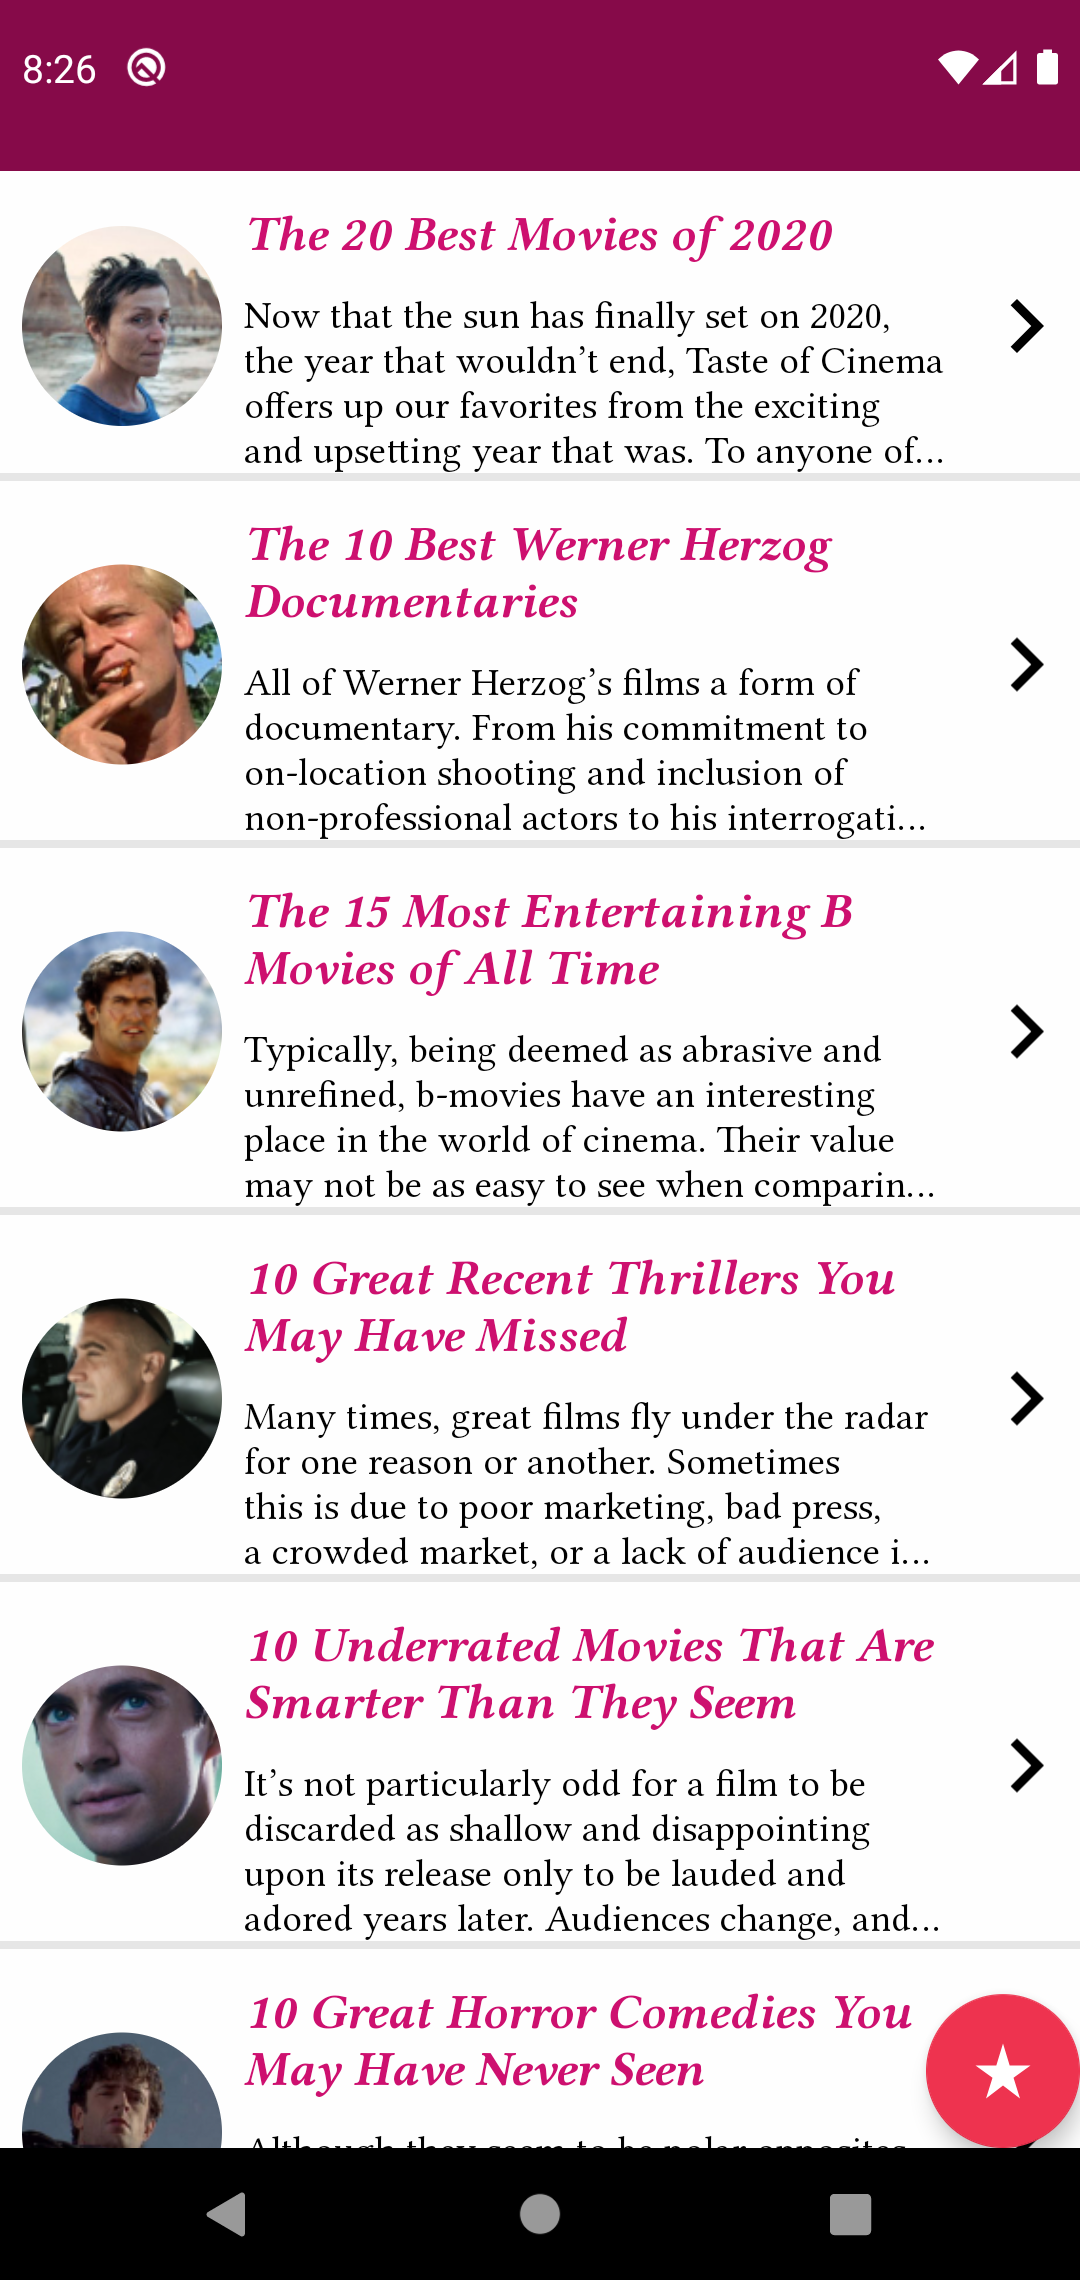 8:26
The 20 Best Movies of 2020
Now that the sun has finally set on 2020,
the year that wouldn’t end, Taste of Cinema
offers up our favorites from the exciting
and upsetting year that was. To anyone of...
The 10 Best Werner Herzog
Documentaries
All of Werner Herzog’s films a form of
documentary. From his commitment to
on-location shooting and inclusion of
non-professional actors to his interrogati...
The 15 Most Entertaining B
Movies of All Time
Typically, being deemed as abrasive and
unrefined, b-movies have an interesting
place in the world of cinema. Their value
may not be as easy to see when comparin...
10 Great Recent Thrillers You
May Have Missed
Many times, great films fly under the radar
for one reason or another. Sometimes
this is due to poor marketing, bad press,
a crowded market, or a lack of audience i...
10 Underrated Movies That Are
Smarter Than They Seem
It’s not particularly odd for a film to be
discarded as shallow and disappointing
upon its release only to be lauded and
adored years later. Audiences change, and...
10 Great Horror Comedies You
May Have Never Seen
Although they seem to be polar opposites